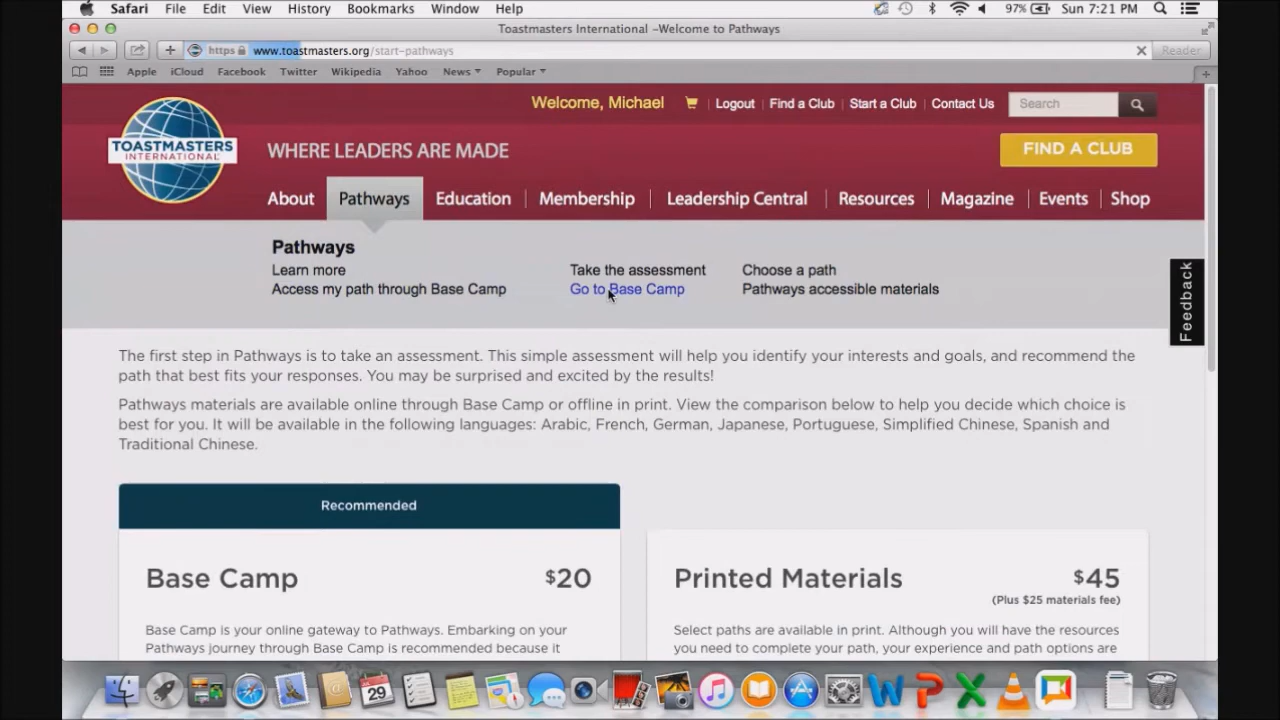 Safari File Edit View History Bookmarks Window Help 97% Sun 7:21 PM
Toastmasters International -Welcome to Pathways
https www.toastmasters.org/start-pathways Reader
Apple iCloud Facebook Twitter Wikipedia Yahoo News Popular
Welcome, Michael Logout Find a Club Start a Club Contact Us Search
TOASTMASTERS
INTERNATIONAL
WHERE LEADERS ARE MADE
FIND A CLUB
About Pathways Education Membership Leadership Central Resources Magazine Events Shop
Pathways
Learn more Take the assessment Choose a path
Access my path through Base Camp Go to Base Camp Pathways accessible materials
Feedback
The first step in Pathways is to take an assessment. This simple assessment will help you identify your interests and goals, and recommend the
path that best fits your responses. You may be surprised and excited by the results!
Pathways materials are available online through Base Camp or offline in print. View the comparison below to help you decide which choice is
best for you. It will be available in the following languages: Arabic, French, German, Japanese, Portuguese, Simplified Chinese, Spanish and
Traditional Chinese.
Recommended
Base Camp $20
Base Camp is your online gateway to Pathways. Embarking on your
Pathways journey through Base Camp is recommended because it
Printed Materials $45
(Plus $25 materials fee)
Select paths are available in print. Although you will have the resources
you need to complete your path, your experience and path options are
29